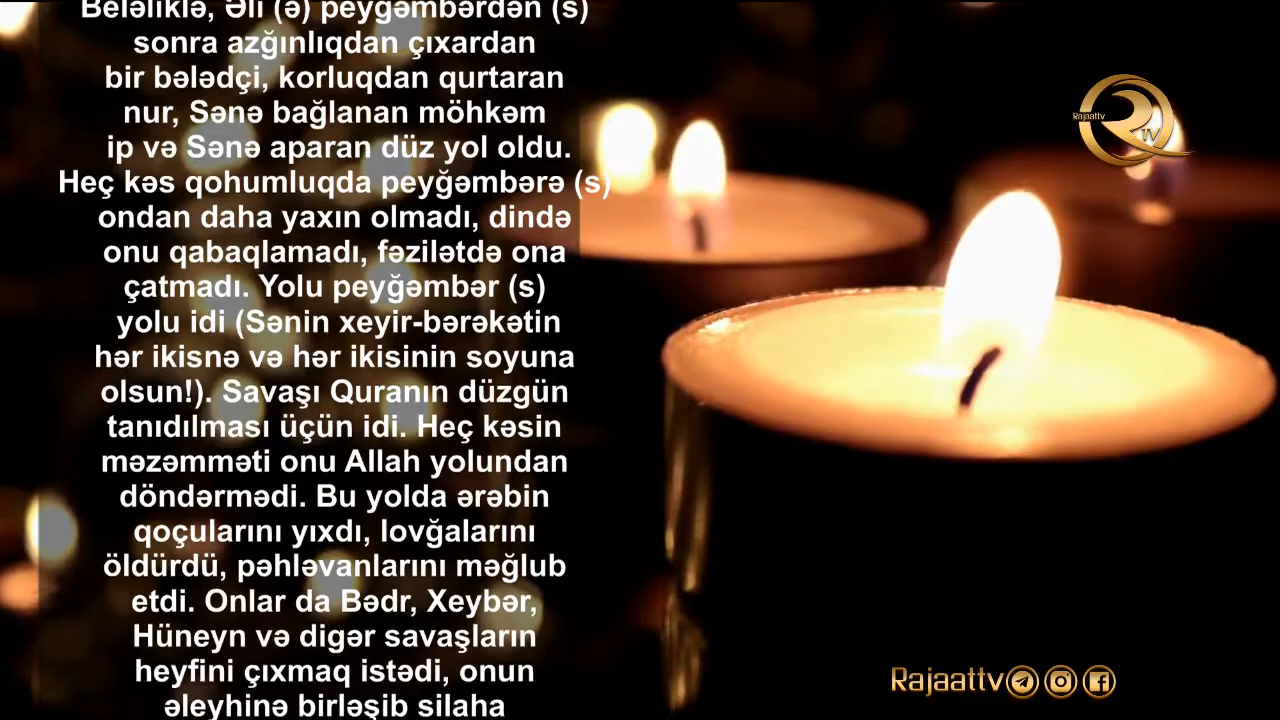 Beləliklə, Əli (ə) peyğəmbərdən (s)
sonra azğınlıqdan çıxardan
bir bələdçi, korluqdan qurtaran
nur, Sənə bağlanan möhkəm
ip və Sənə aparan düz yol oldu.
Heç kəs qohumluqda peyğəmbərə (s)
ondan daha yaxın olmadı, dində
onu qabaqlamadı, fəzilətdə ona
çatmadı. Yolu peyğəmbər (s)
yolu idi (Sənin xeyir-bərəkətin
hər ikisnə və hər ikisinin soyuna
olsun!). Savaşı Quranın düzgün
tanıdılması üçün idi. Heç kəsin
məzəmməti onu Allah yolundan
döndərmədi. Bu yolda ərəbin
qoçularını yıxdı, lovğalarını
öldürdü, pəhləvanlarını məğlub
etdi. Onlar da Bədr, Xeybər,
Hüneyn və digər savaşların
heyfini çıxmaq istədi, onun
əleyhinə birləşib silaha
Rajaattv
R TV
Rajaattv